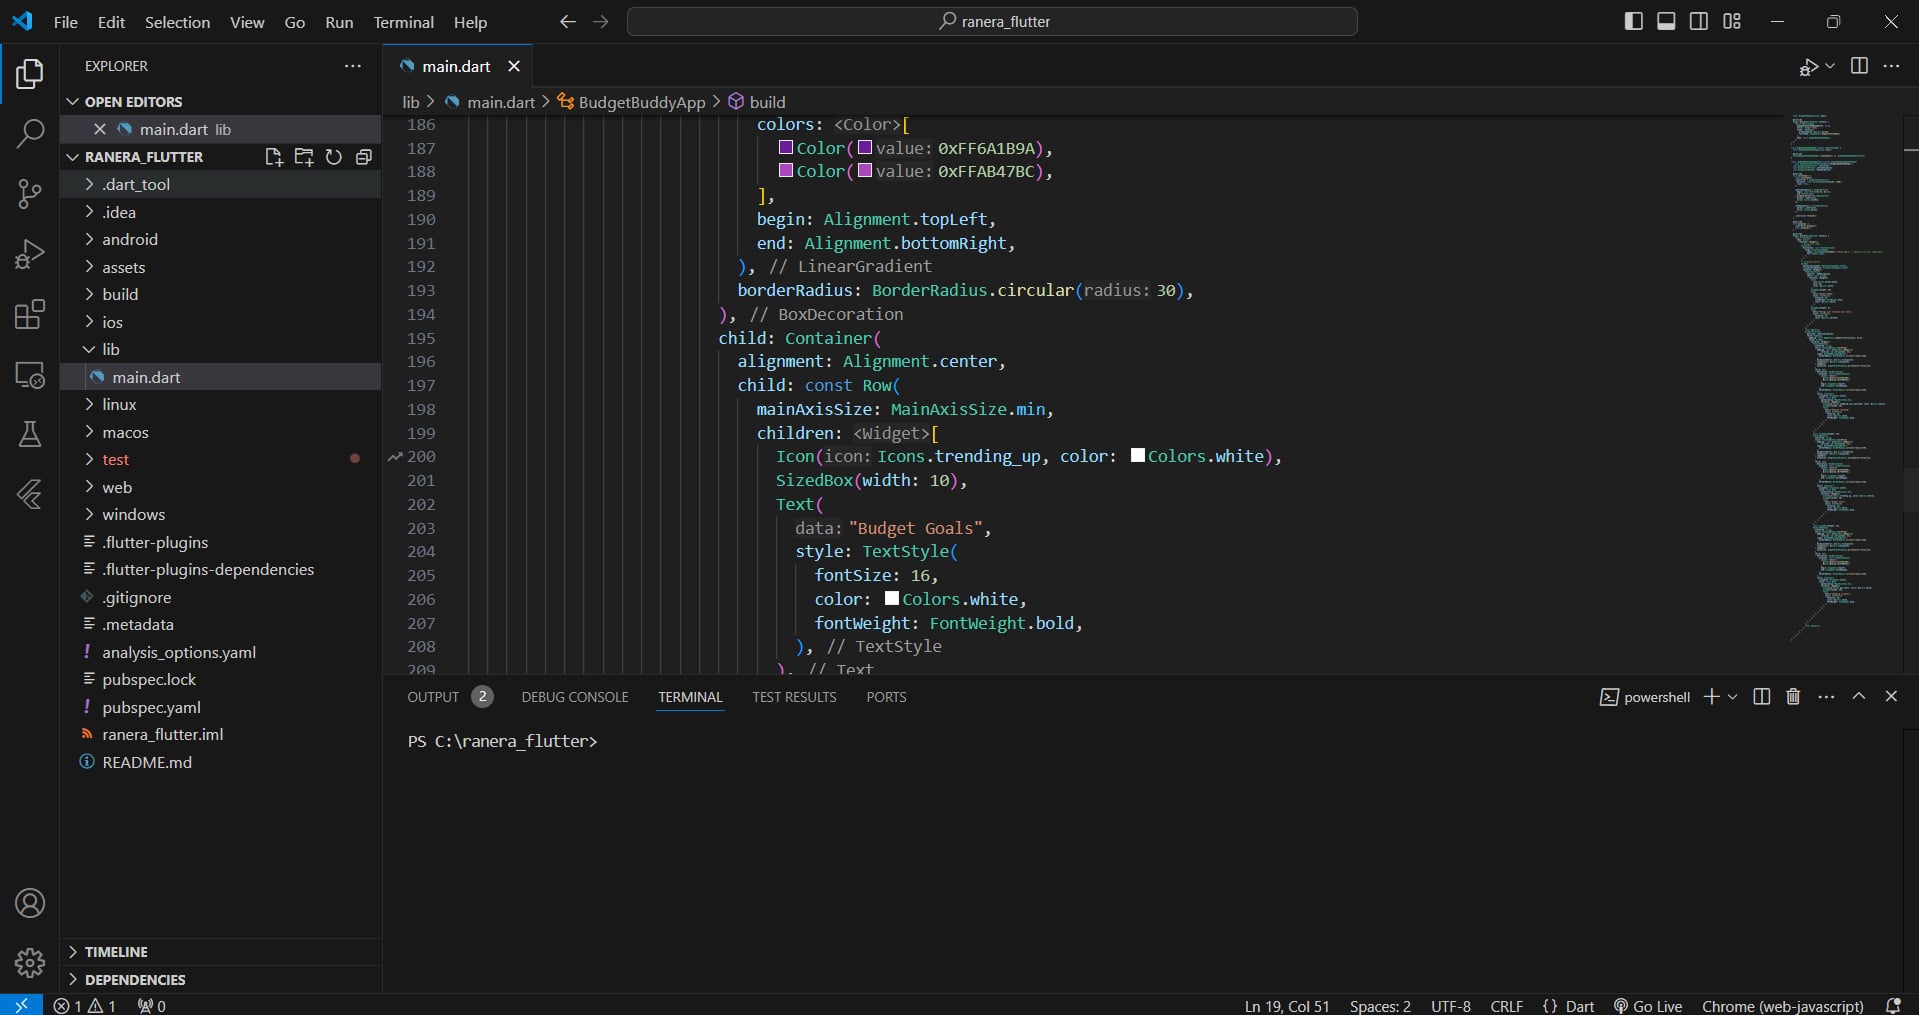 File Edit Selection View Go Run Terminal Help
ranera_flutter
EXPLORER
OPEN EDITORS
main.dart lib
RANERA_FLUTTER
.dart_tool
.idea
android
assets
build
ios
lib
main.dart
linux
macos
test
web
windows
.flutter-plugins
.flutter-plugins-dependencies
.gitignore
.metadata
analysis_options.yaml
pubspec.lock
pubspec.yaml
ranera_flutter.iml
README.md
TIMELINE
DEPENDENCIES
main.dart
lib > main.dart > BudgetBuddyApp > build
186 colors: <Color>[
187 Color(value: 0xFF6A1B9A),
188 Color(value: 0xFFAB47BC),
189 ],
190 begin: Alignment.topLeft,
191 end: Alignment.bottomRight,
192 ), // LinearGradient
193 borderRadius: BorderRadius.circular(radius: 30),
194 ), // BoxDecoration
195 child: Container(
196 alignment: Alignment.center,
197 child: const Row(
198 mainAxisSize: MainAxisSize.min,
199 children: <Widget>[
200 Icon(icon: Icons.trending_up, color: Colors.white),
201 SizedBox(width: 10),
202 Text(
203 data: "Budget Goals",
204 style: TextStyle(
205 fontSize: 16,
206 color: Colors.white,
207 fontWeight: FontWeight.bold,
208 ), // TextStyle
209 ), // Text
OUTPUT 2 DEBUG CONSOLE TERMINAL TEST RESULTS PORTS
powershell
PS C:\ranera_flutter>
1 1 0
Ln 19, Col 51 Spaces: 2 UTF-8 CRLF {} Dart Go Live Chrome (web-javascript)